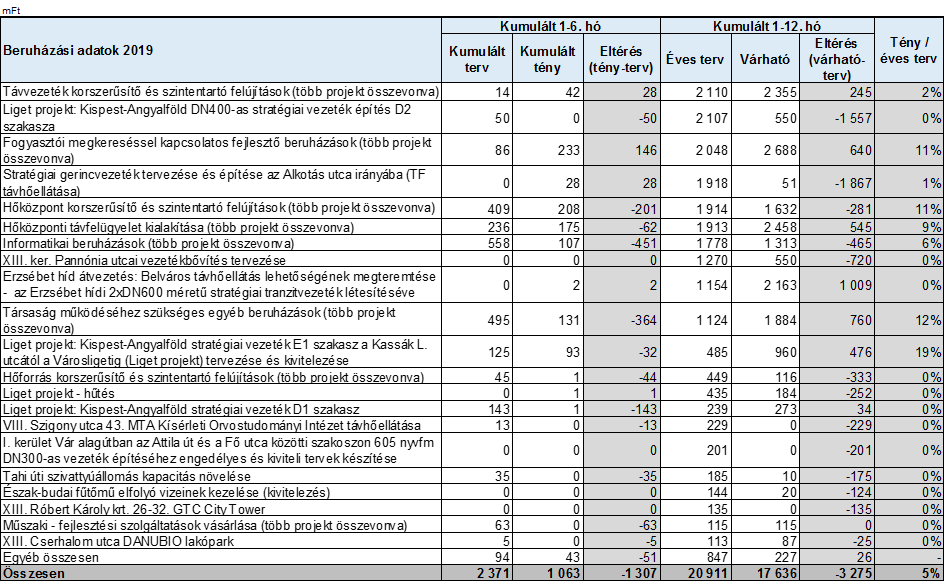 mFt
Beruházási adatok 2019 Kumulált 1-6. hó Kumulált 1-12. hó Tény / éves terv
Kumulált terv Kumulált tény Eltérés (tény-terv) Éves terv Várható Eltérés (várható-terv)
Távvezeték korszerűsítő és szintentartó felújítások (több projekt összevonva) 14 42 28 2 110 2 355 245 2%
Liget projekt: Kispest-Angyalföld DN400-as stratégiai vezeték építés D2
szakasza 50 0 -50 2 107 550 -1 557 0%
Fogyasztói megkereséssel kapcsolatos fejlesztő beruházások (több projekt
összevonva) 86 233 146 2 048 2 688 640 11%
Stratégiai gerincvezeték tervezése és építése az Alkotás utca irányába (TF
távhőellátása) 0 28 28 1 918 51 -1 867 1%
Hőközpont korszerűsítő és szintentartó felújítások (több projekt összevonva) 409 208 -201 1 914 1 632 -281 11%
Hőközponti távfelügyelet kialakítása (több projekt összevonva) 236 175 -62 1 913 2 458 545 9%
Informatikai beruházások (több projekt összevonva) 558 107 -451 1 778 1 313 -465 6%
XIII. ker. Pannónia utcai vezetékbővítés tervezése 0 0 0 1 270 550 -720 0%
Erzsébet híd átvezetés: Belváros távhőellátás lehetőségének megteremtése
- az Erzsébet hídi 2xDN600 méretű stratégiai tranzitvezeték létesítéséve 0 2 2 1 154 2 163 1 009 0%
Társaság működéséhez szükséges egyéb beruházások (több projekt
összevonva) 495 131 -364 1 124 1 884 760 12%
Liget projekt: Kispest-Angyalföld stratégiai vezeték E1 szakasz a Kassák L.
utcától a Városligetig (Liget projekt) tervezése és kivitelezése 125 93 -32 485 960 476 19%
Hőforrás korszerűsítő és szintentartó felújítások (több projekt összevonva) 45 1 -44 449 116 -333 0%
Liget projekt - hűtés 0 1 1 435 184 -252 0%
Liget projekt: Kispest-Angyalföld stratégiai vezeték D1 szakasz 143 1 -143 239 273 34 0%
VIII. Szigony utca 43. MTA Kísérleti Orvostudományi Intézet távhőellátása 13 0 -13 229 0 -229 0%
I. kerület Vár alagútban az Attila út és a Fő utca közötti szakoszon 605 nyvfm
DN300-as vezeték építéséhez engedélyes és kiviteli tervek készítése 0 0 0 201 0 -201 0%
Tahi úti szivattyúállomás kapacitás növelése 35 0 -35 185 10 -175 0%
Észak-budai fűtőmű elfolyó vizeinek kezelése (kivitelezés) 0 0 0 144 20 -124 0%
XIII. Róbert Károly krt. 26-32. GTC City Tower 0 0 0 135 0 -135 0%
Műszaki - fejlesztési szolgáltatások vásárlása (több projekt összevonva) 63 0 -63 115 115 0 0%
XIII. Cserhalom utca DANUBIO lakópark 5 0 -5 113 87 -25 0%
Egyéb összesen 94 43 -51 847 227 26 -
Összesen 2 371 1 063 -1 307 20 911 17 636 -3 275 5%